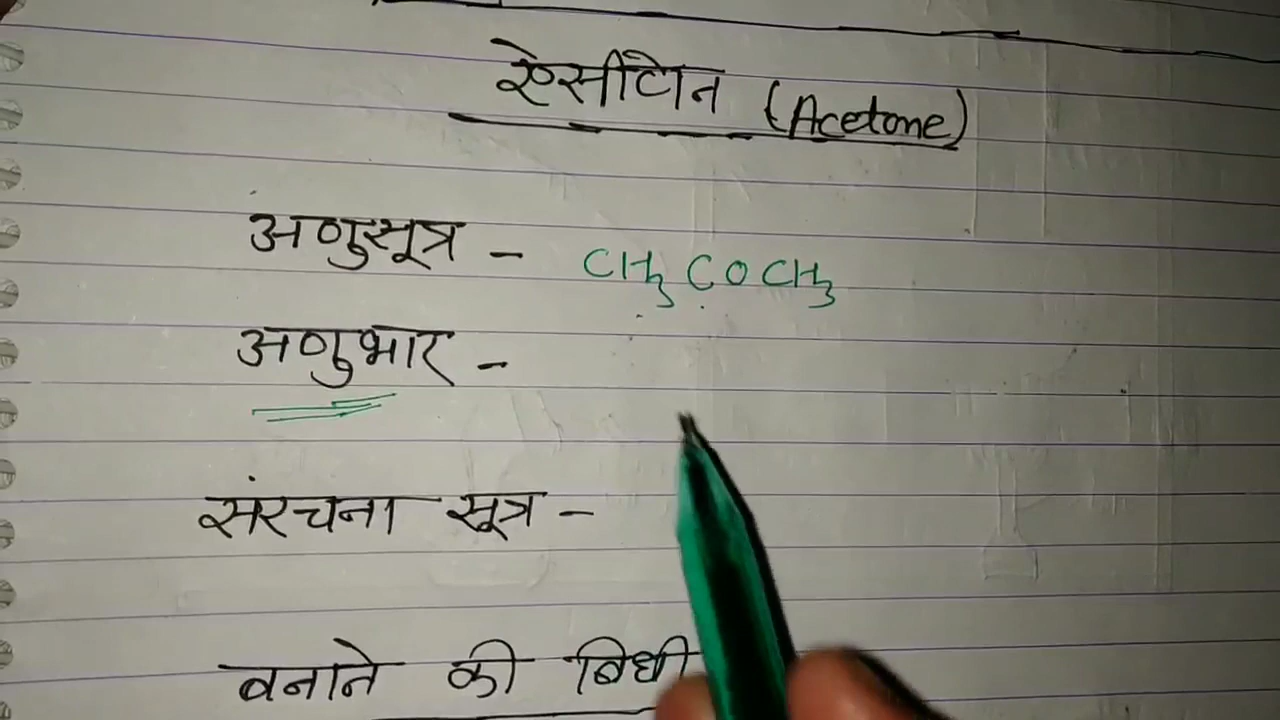 ऐसीटोन (Acetone)
अणुसूत्र - CH3COCH3
अणुभार -
संरचना सूत्र -
बनाने की बिधी